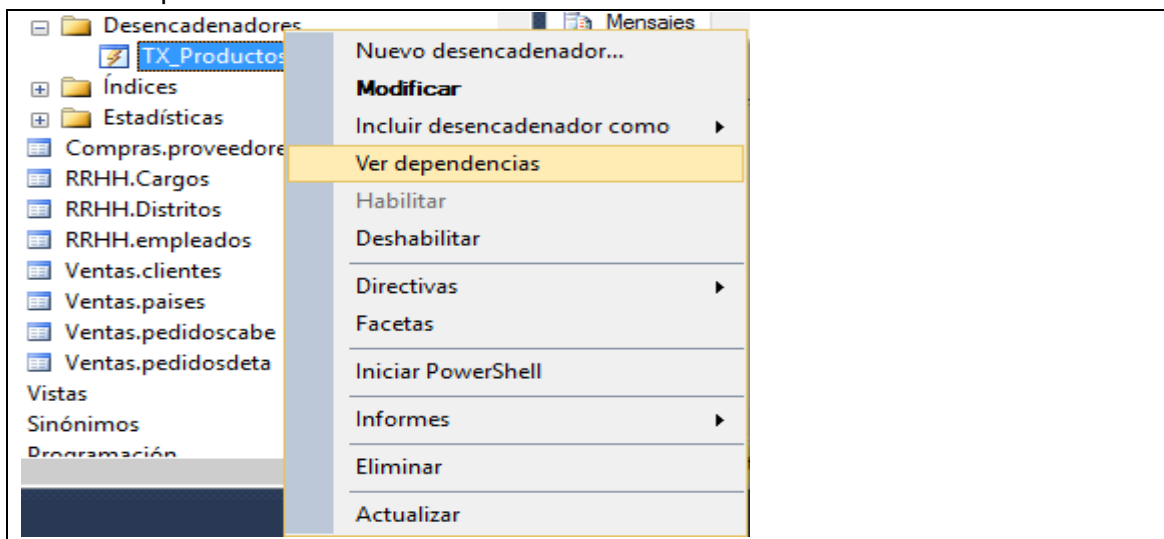 Desencadenadores
Mensajes
TX_Productos
Índices
Estadísticas
Compras.proveedore
RRHH.Cargos
RRHH.Distritos
RRHH.empleados
Ventas.clientes
Ventas.paises
Ventas.pedidoscabe
Ventas.pedidosdeta
Vistas
Sinónimos
Programación
Nuevo desencadenador...
Modificar
Incluir desencadenador como
Ver dependencias
Habilitar
Deshabilitar
Directivas
Facetas
Iniciar PowerShell
Informes
Eliminar
Actualizar